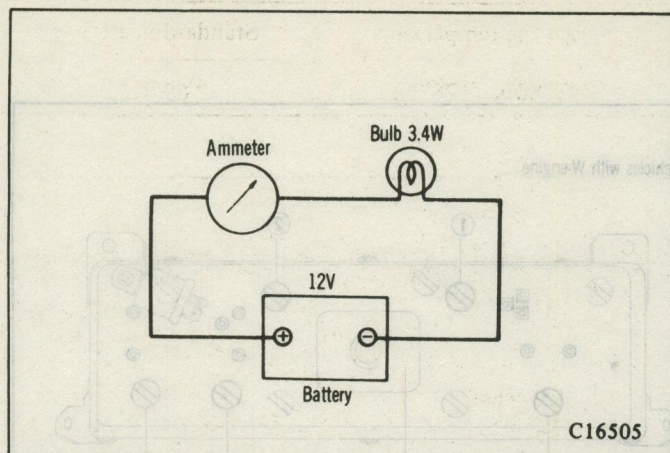 Standard
Bulb 3.4W
Ammeter
vehicles with W-engine
12V
Battery
C16505